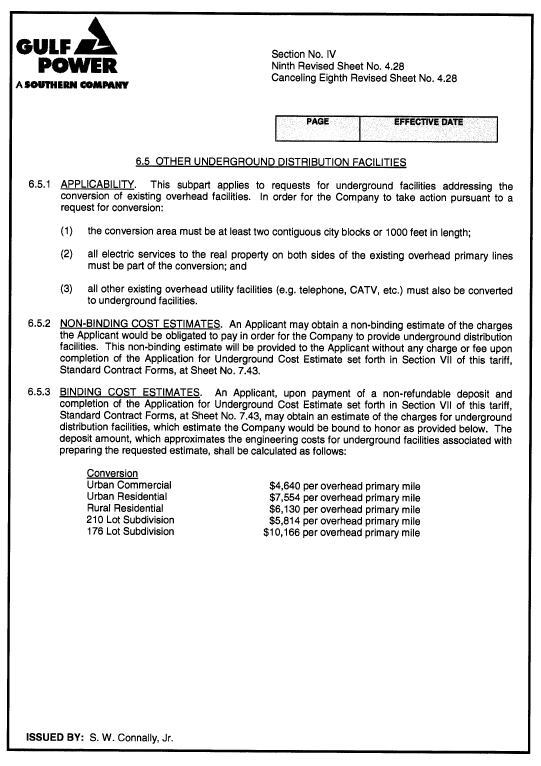 GULF
POWER
A SOUTHERN COMPANY
Section No. IV
Ninth Revised Sheet No. 4.28
Canceling Eighth Revised Sheet No. 4.28
PAGE EFFECTIVE DATE
6.5 OTHER UNDERGROUND DISTRIBUTION FACILITIES
6.5.1 APPLICABILITY. This subpart applies to requests for underground facilities addressing the
conversion of existing overhead facilities. In order for the Company to take action pursuant to a
request for conversion:
(1) the conversion area must be at least two contiguous city blocks or 1000 feet in length;
(2) all electric services to the real property on both sides of the existing overhead primary lines
must be part of the conversion; and
(3) all other existing overhead utility facilities (e.g. telephone, CATV, etc.) must also be converted
to underground facilities.
6.5.2 NON-BINDING COST ESTIMATES. An Applicant may obtain a non-binding estimate of the charges
the Applicant would be obligated to pay in order for the Company to provide underground distribution
facilities. This non-binding estimate will be provided to the Applicant without any charge or fee upon
completion of the Application for Underground Cost Estimate set forth in Section VII of this tariff,
Standard Contract Forms, at Sheet No. 7.43.
6.5.3 BINDING COST ESTIMATES. An Applicant, upon payment of a non-refundable deposit and
completion of the Application for Underground Cost Estimate set forth in Section VII of this tariff,
Standard Contract Forms, at Sheet No. 7.43, may obtain an estimate of the charges for underground
distribution facilities, which estimate the Company would be bound to honor as provided below. The
deposit amount, which approximates the engineering costs for underground facilities associated with
preparing the requested estimate, shall be calculated as follows:
Conversion
Urban Commercial $4,640 per overhead primary mile
Urban Residential $7,554 per overhead primary mile
Rural Residential $6,130 per overhead primary mile
210 Lot Subdivision $5,814 per overhead primary mile
176 Lot Subdivision $10,166 per overhead primary mile
ISSUED BY: S. W. Connally, Jr.